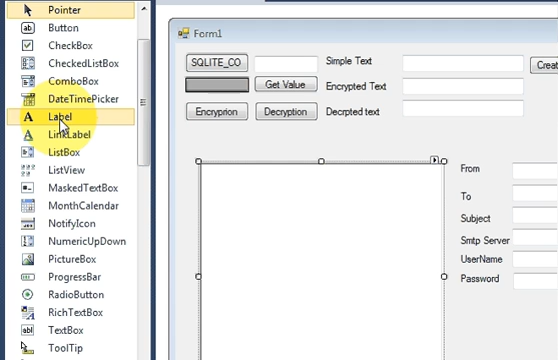 Pointer
Button
CheckBox
CheckedListBox
ComboBox
DateTimePicker
Label
LinkLabel
ListBox
ListView
MaskedTextBox
MonthCalendar
NotifyIcon
NumericUpDown
PictureBox
ProgressBar
RadioButton
RichTextBox
TextBox
ToolTip
Form1
SQLITE_CO Simple Text Creat
Get Value Encrypted Text
Encryprion Decryption Decrpted text
From
To
Subject
Smtp Server
UserName
Password